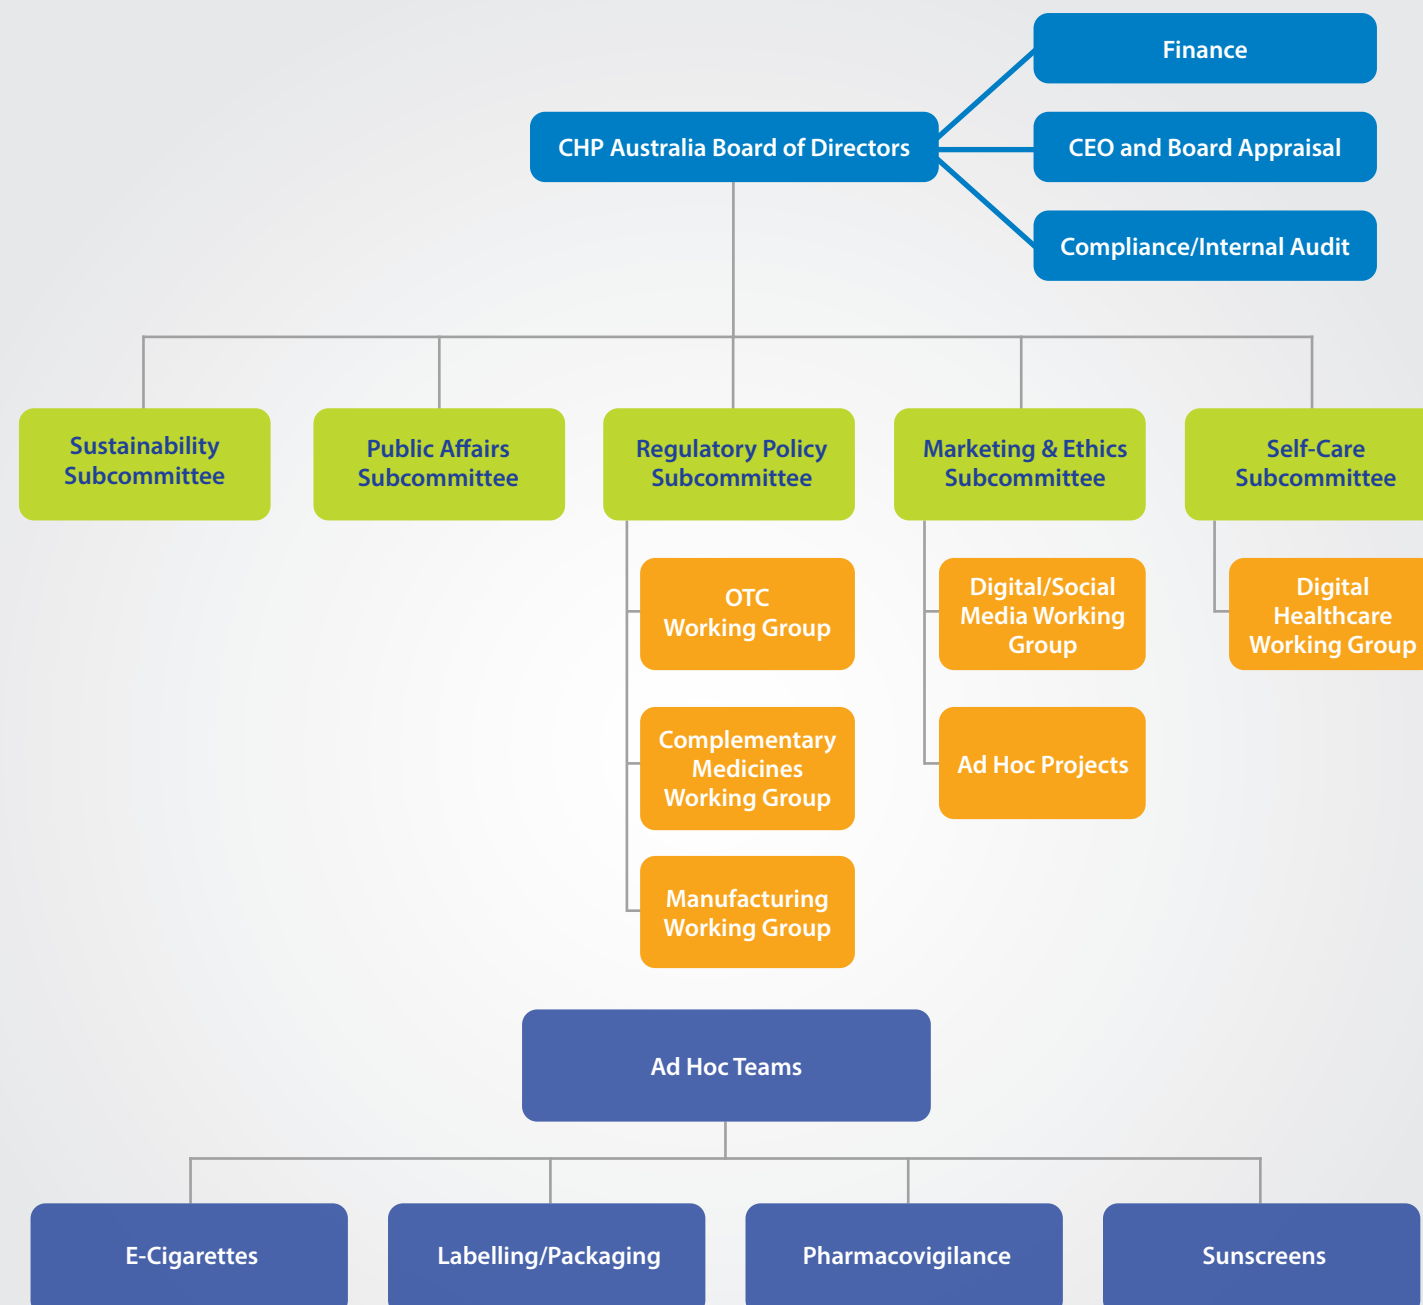 Finance
CHP Australia Board of Directors
CEO and Board Appraisal
Compliance/Internal Audit
Sustainability
Subcommittee
Public Affairs
Subcommittee
Regulatory Policy
Subcommittee
Marketing & Ethics
Subcommittee
Self-Care
Subcommittee
OTC
Working Group
Complementary
Medicines
Working Group
Manufacturing
Working Group
Digital/Social
Media Working
Group
Ad Hoc Projects
Digital
Healthcare
Working Group
Ad Hoc Teams
E-Cigarettes
Labelling/Packaging
Pharmacovigilance
Sunscreens